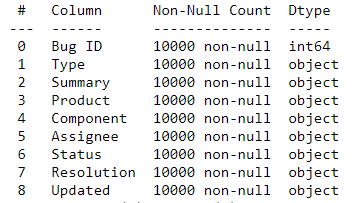 #   Column      Non-Null Count  Dtype
---  ------      --------------  -----
0   Bug ID      10000 non-null  int64
1   Type        10000 non-null  object
2   Summary     10000 non-null  object
3   Product     10000 non-null  object
4   Component   10000 non-null  object
5   Assignee    10000 non-null  object
6   Status      10000 non-null  object
7   Resolution  10000 non-null  object
8   Updated     10000 non-null  object